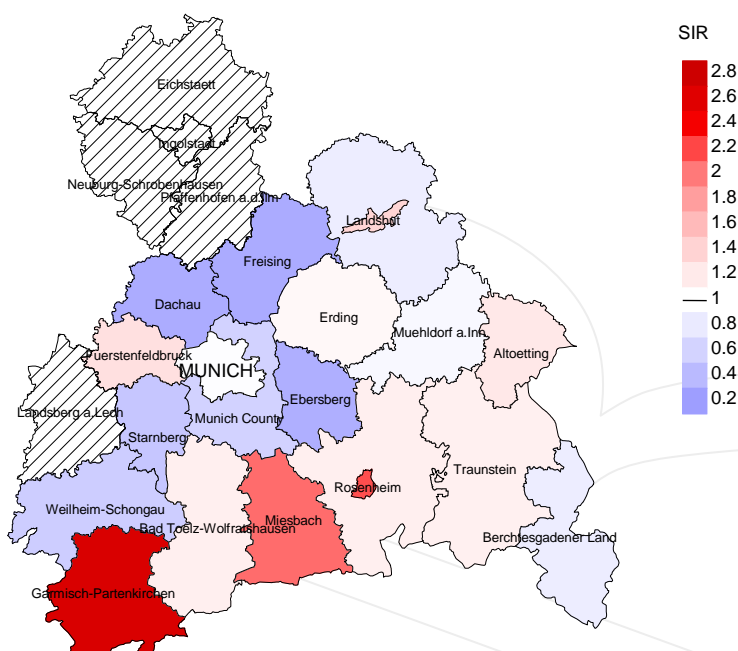 SIR
2.8
2.6
2.4
2.2
2
1.8
1.6
1.4
1.2
1
0.8
0.6
0.4
0.2
Eichstaett
Ingolstadt
Neuburg-Schrobenhausen
Pfaffenhofen a.d.Ilm
Landshut
Freising
Dachau
Erding
Muehldorf a.Inn
Altoetting
Fuerstenfeldbruck
MUNICH
Ebersberg
Landsberg a.Lech
Munich County
Starnberg
Traunstein
Rosenheim
Weilheim-Schongau
Miesbach
Bad Toelz-Wolfratshausen
Berchtesgadener Land
Garmisch-Partenkirchen